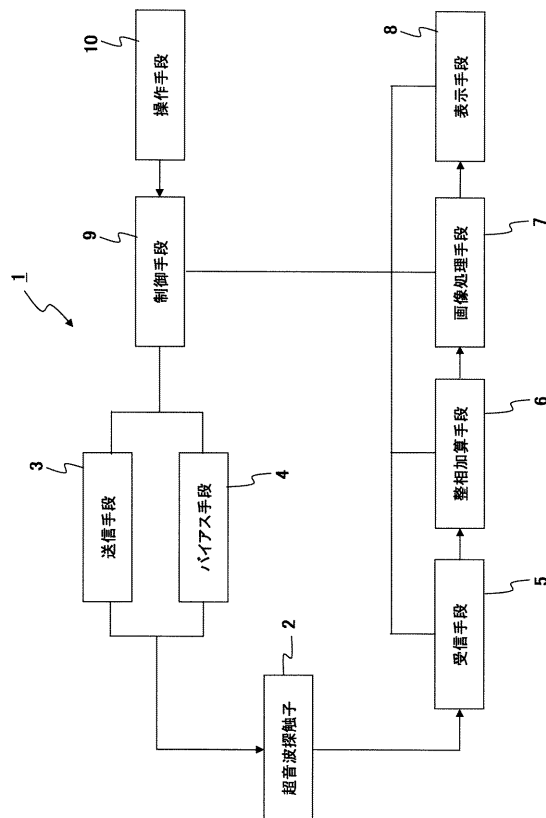 1
10
操作手段
9
制御手段
3
送信手段
4
バイアス手段
2
超音波探触子
5
受信手段
6
整相加算手段
7
画像処理手段
8
表示手段